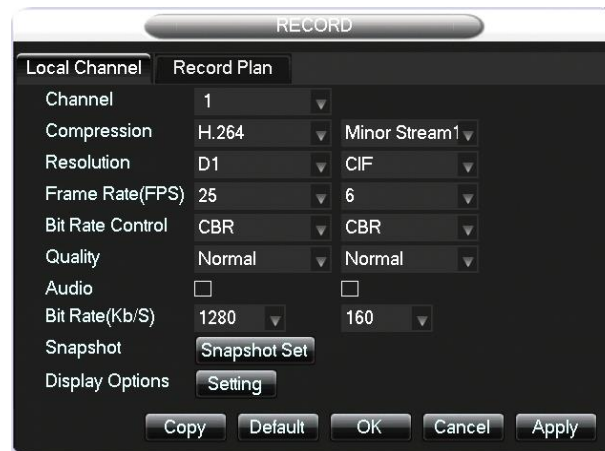 RECORD
Local Channel Record Plan
Channel 1
Compression H.264 Minor Stream1
Resolution D1 CIF
Frame Rate(FPS) 25 6
Bit Rate Control CBR CBR
Quality Normal Normal
Audio
Bit Rate(Kb/S) 1280 160
Snapshot Snapshot Set
Display Options Setting
Copy Default OK Cancel Apply